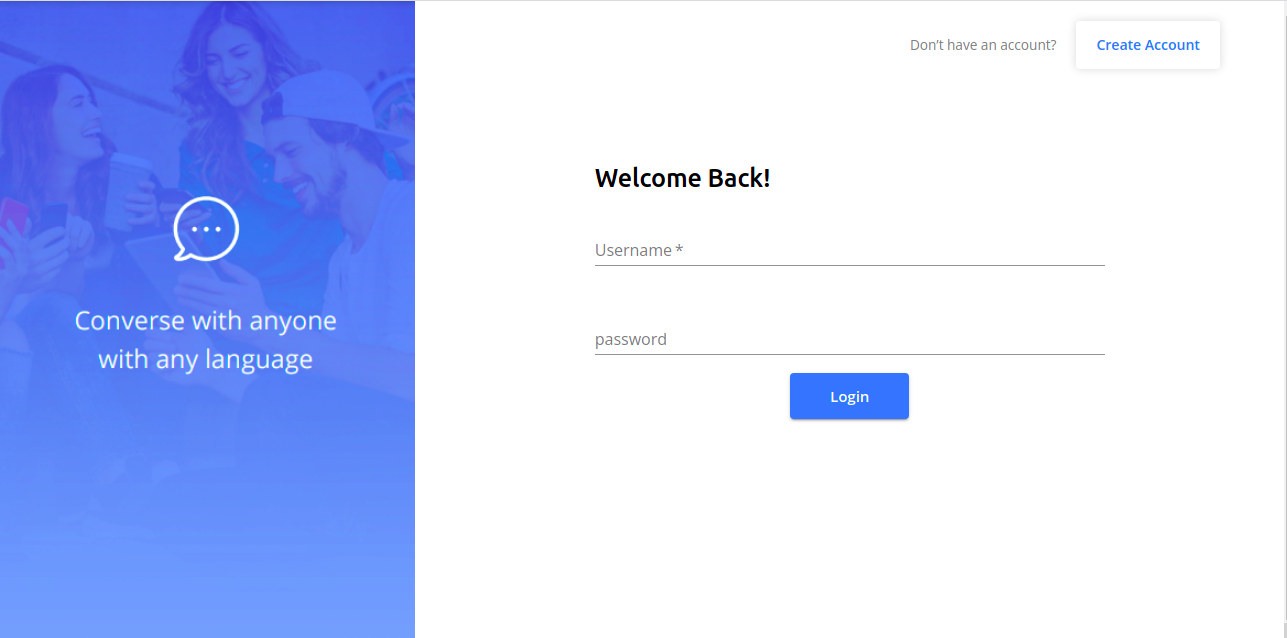 Don't have an account?
Create Account
Converse with anyone
with any language
Welcome Back!
Username *
password
Login